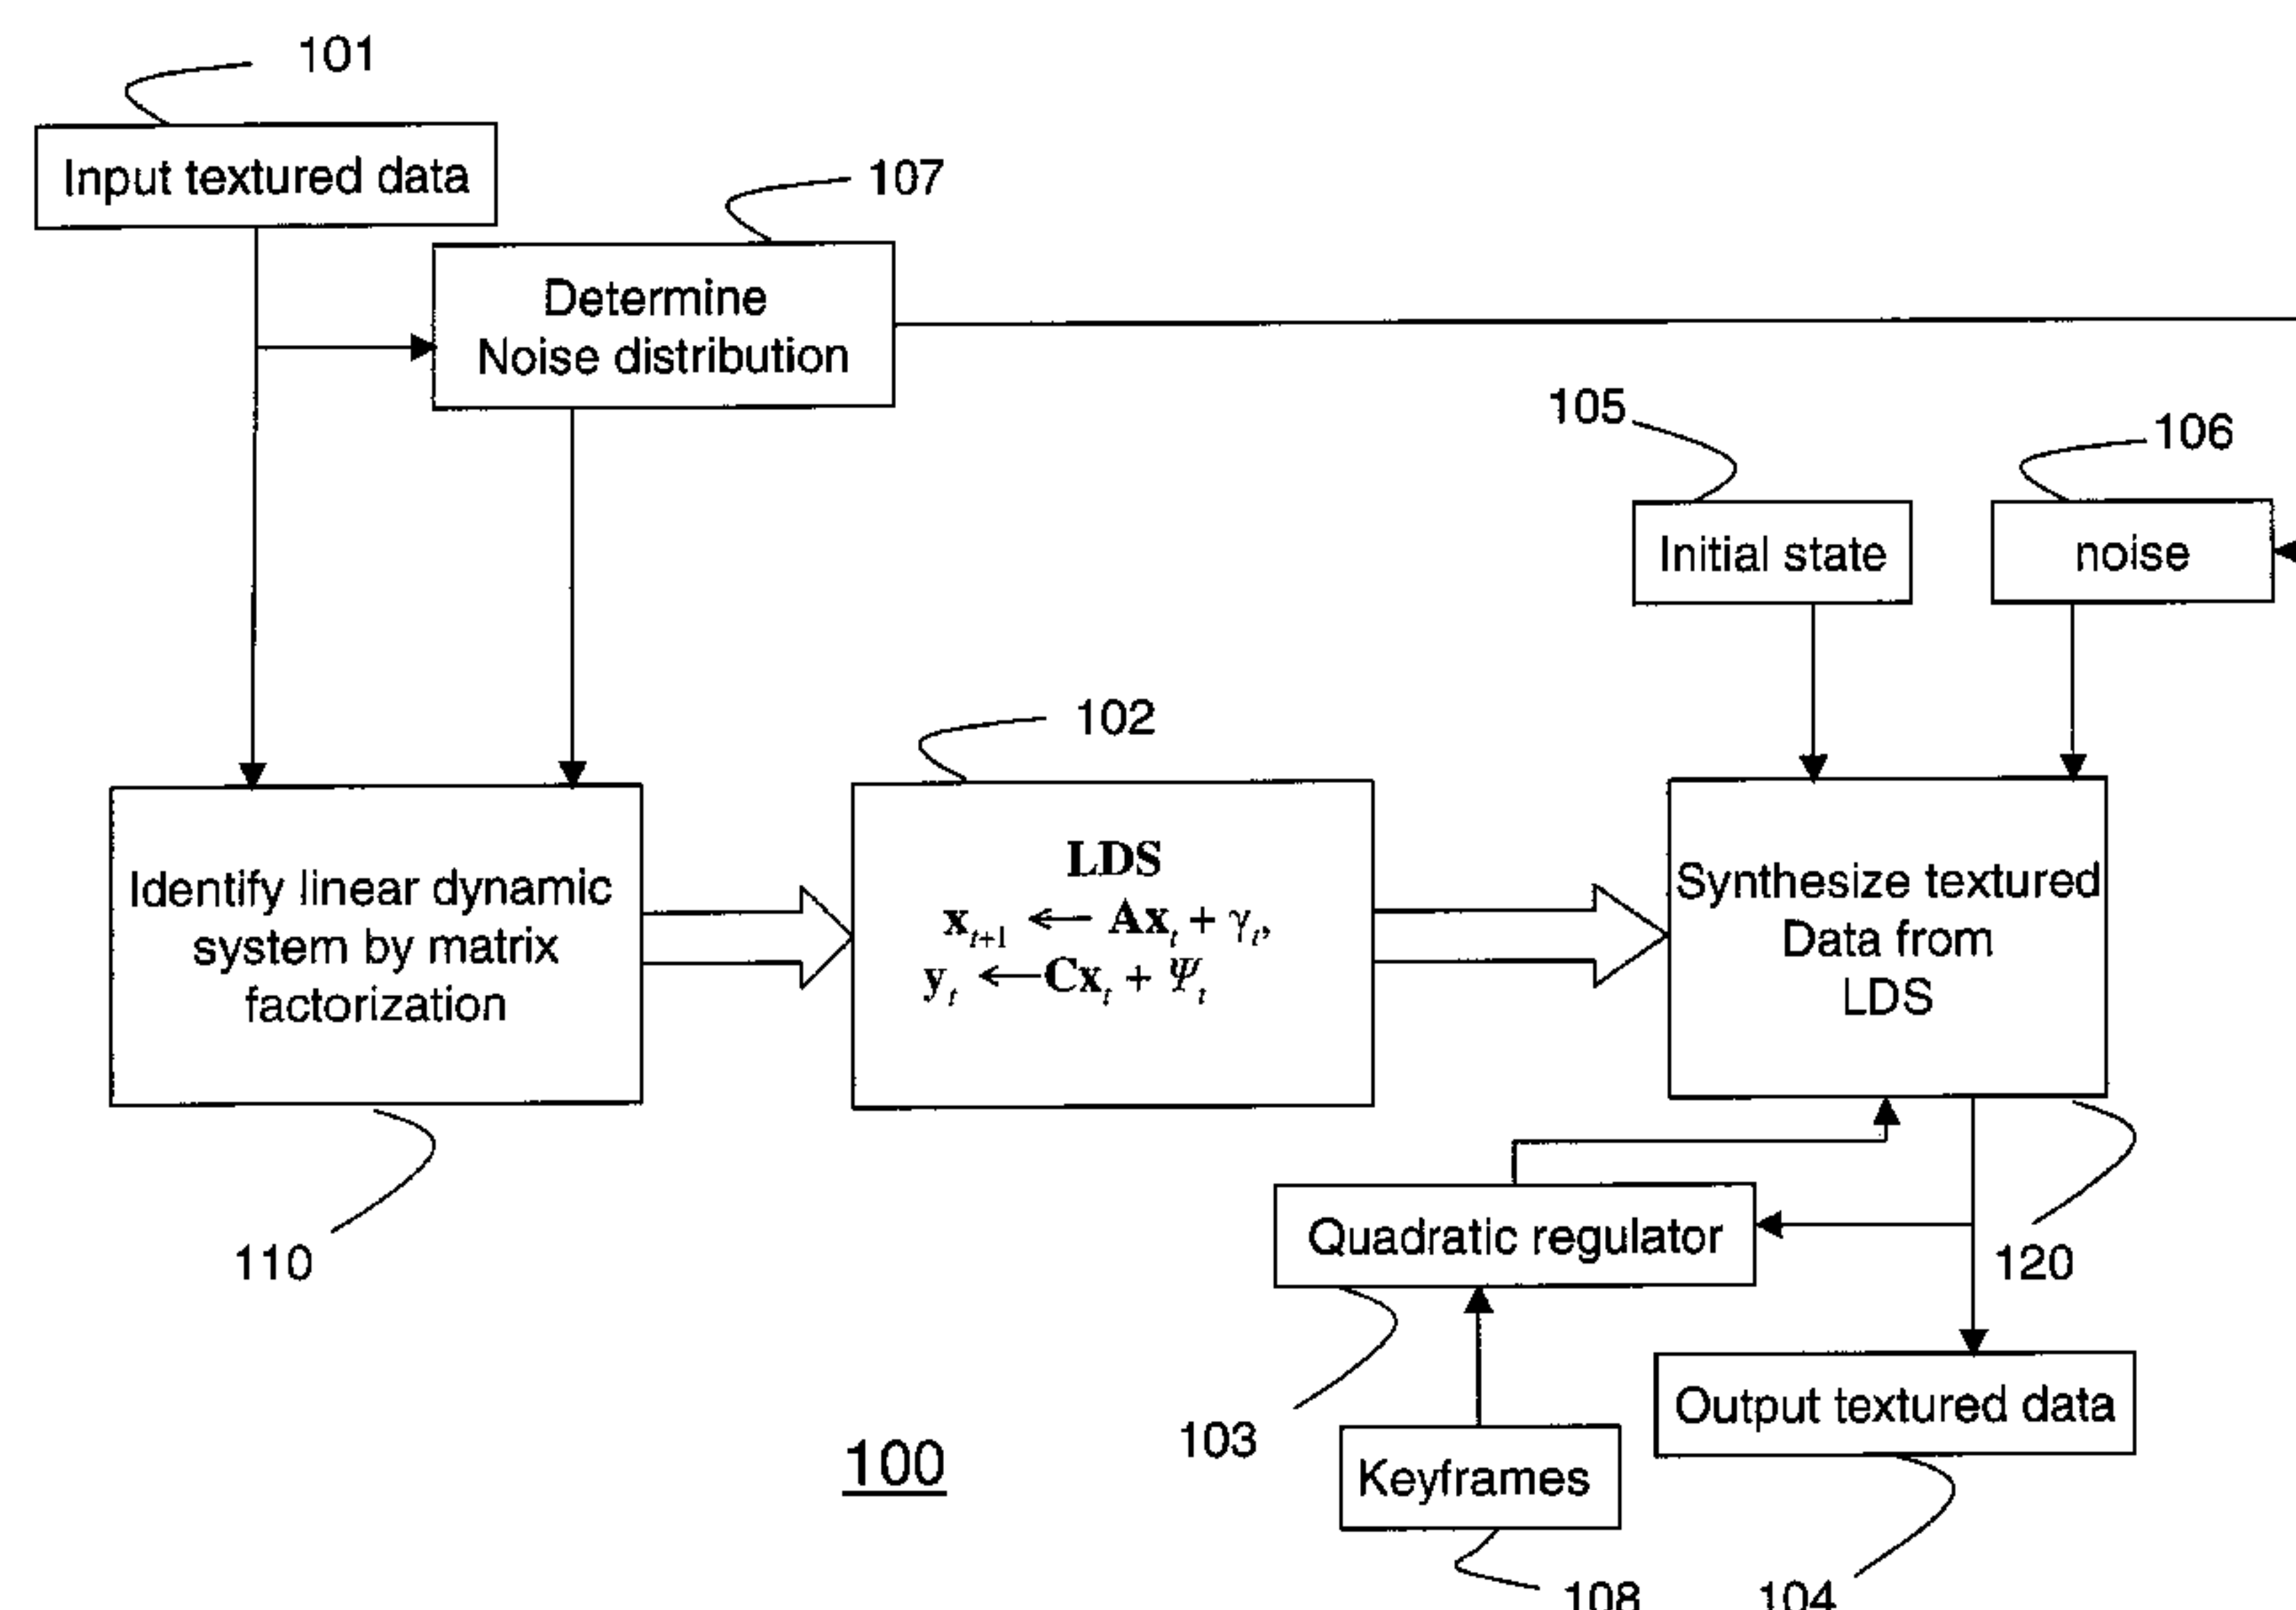 101
Input textured data
107
Determine
Noise distribution
105
106
Initial state
noise
102
Identify linear dynamic
system by matrix
factorization
LDS
x_{t+1} ← Ax_t + γ_t,
y_t ← Cx_t + Ψ_t
Synthesize textured
Data from
LDS
110
Quadratic regulator
120
103
Output textured data
100
Keyframes
108
104